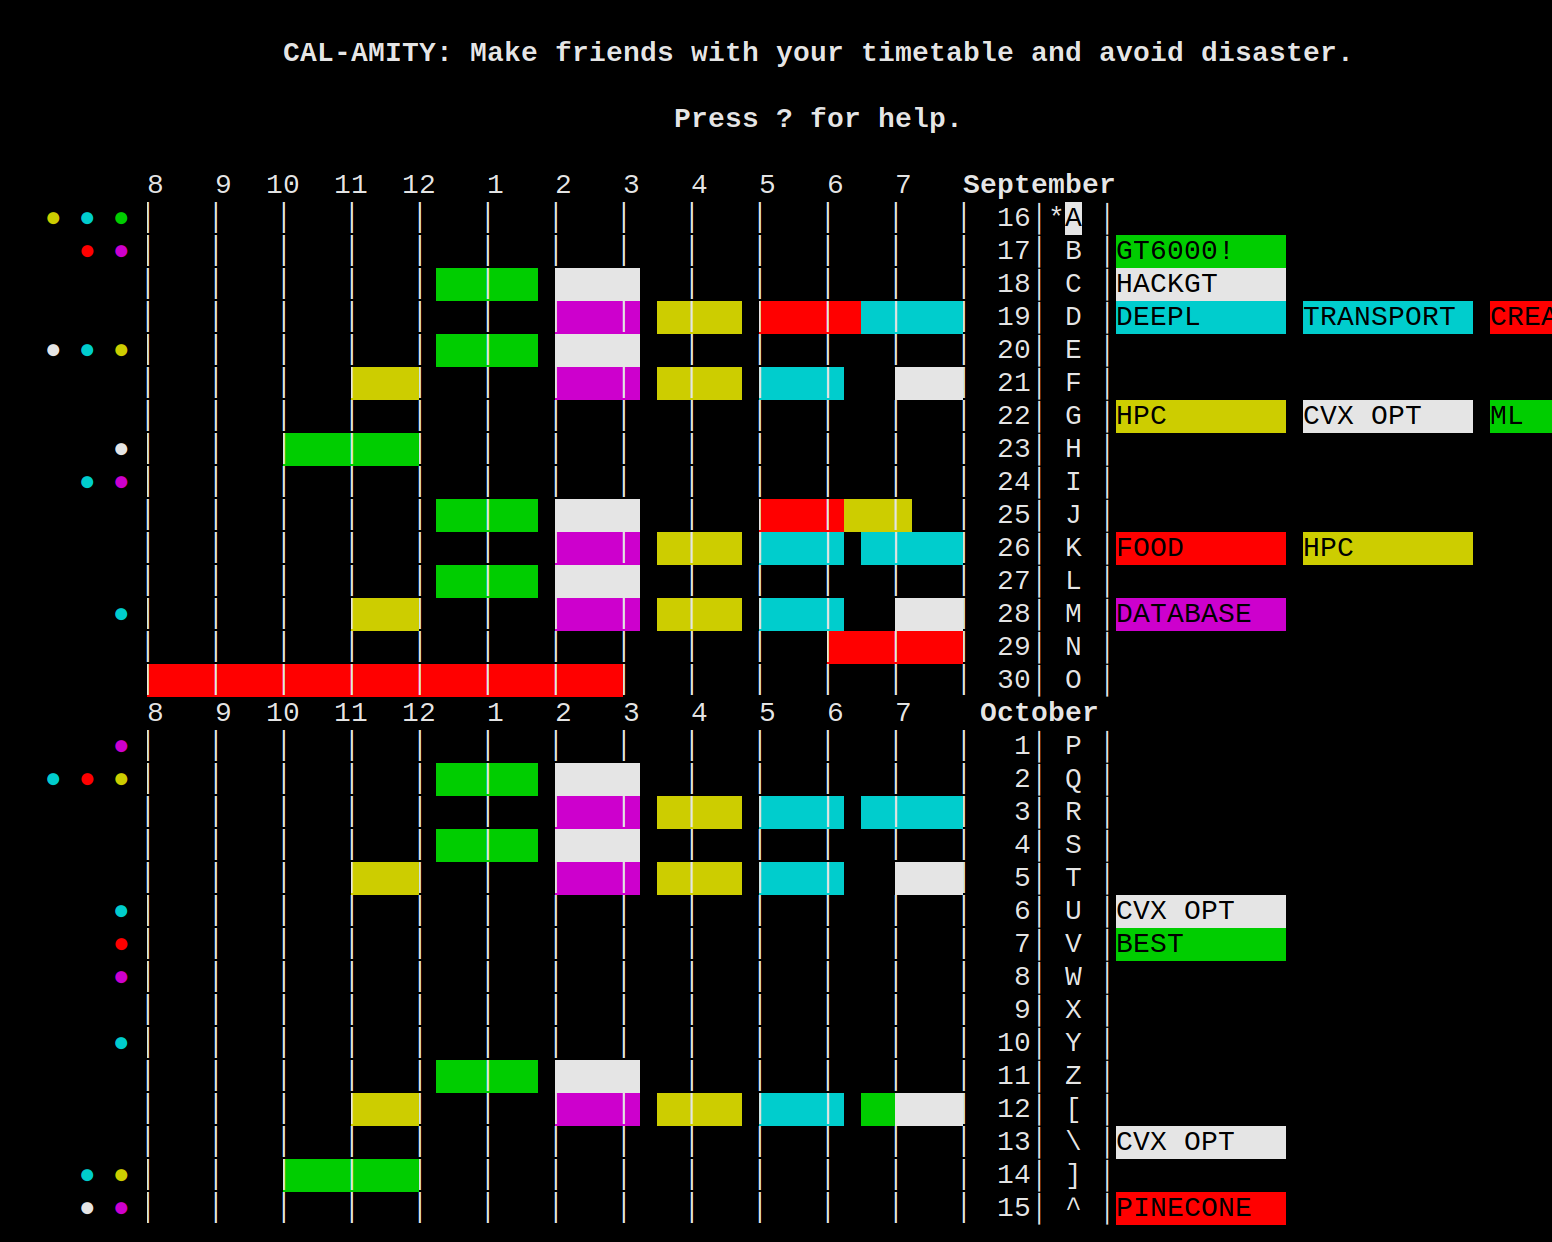 CAL-AMITY: Make friends with your timetable and avoid disaster.
Press ? for help.
8 9 10 11 12 1 2 3 4 5 6 7 September
16 *A
17 B GT6000!
18 C HACKGT
19 D DEEPL TRANSPORT CREA
20 E
21 F
22 G HPC CVX OPT ML
23 H
24 I
25 J
26 K FOOD HPC
27 L
28 M DATABASE
29 N
30 O
8 9 10 11 12 1 2 3 4 5 6 7 October
1 P
2 Q
3 R
4 S
5 T
6 U CVX OPT
7 V BEST
8 W
9 X
10 Y
11 Z
12 [
13 \ CVX OPT
14 ]
15 ^ PINECONE